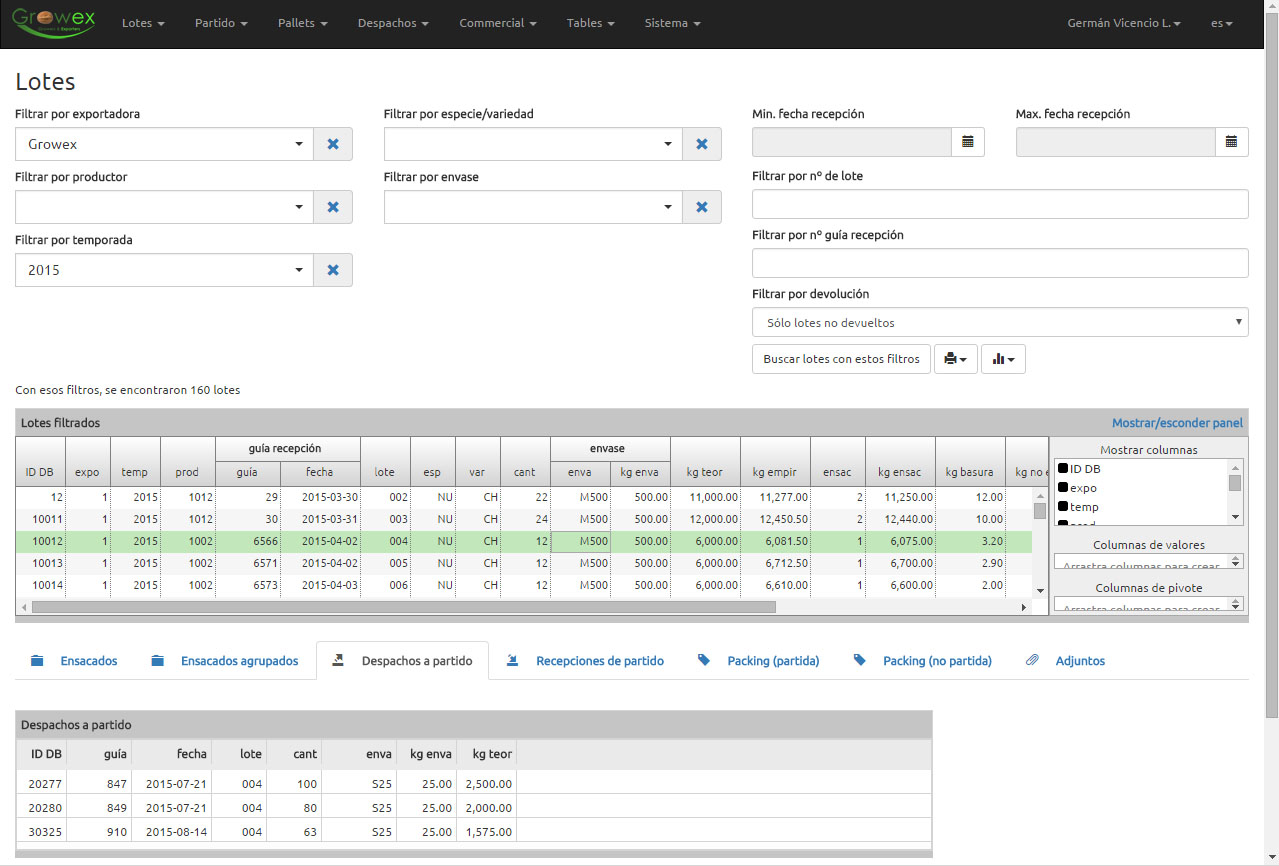 Growex
Lotes Partido Pallets Despachos Commercial Tables Sistema Germán Vicencio L. es
Lotes
Filtrar por exportadora Filtrar por especie/variedad Min. fecha recepción Max. fecha recepción
Growex
Filtrar por productor Filtrar por envase Filtrar por nº de lote
Filtrar por temporada Filtrar por nº guía recepción
2015
Filtrar por devolución
Sólo lotes no devueltos
Buscar lotes con estos filtros
Con esos filtros, se encontraron 160 lotes
Lotes filtrados Mostrar/esconder panel
guía recepción envase Mostrar columnas
ID DB expo temp prod guía fecha lote esp var cant enva kg enva kg teor kg empir ensac kg ensac kg basura kg no
12 1 2015 1012 29 2015-03-30 002 NU CH 22 M500 500.00 11,000.00 11,277.00 2 11,250.00 12.00
10011 1 2015 1012 30 2015-03-31 003 NU CH 24 M500 500.00 12,000.00 12,450.50 2 12,440.00 10.00
10012 1 2015 1002 6566 2015-04-02 004 NU CH 12 M500 500.00 6,000.00 6,081.50 1 6,075.00 3.20
10013 1 2015 1002 6571 2015-04-02 005 NU CH 12 M500 500.00 6,000.00 6,712.50 1 6,700.00 2.90
10014 1 2015 1002 6573 2015-04-03 006 NU CH 12 M500 500.00 6,000.00 6,610.00 1 6,600.00 2.00
ID DB
expo
temp
prod
Columnas de valores
Arrastra columnas para crear
Columnas de pivote
Arrastra columnas para crear
Ensacados Ensacados agrupados Despachos a partido Recepciones de partido Packing (partida) Packing (no partida) Adjuntos
Despachos a partido
ID DB guía fecha lote cant enva kg enva kg teor
20277 847 2015-07-21 004 100 S25 25.00 2,500.00
20280 849 2015-07-21 004 80 S25 25.00 2,000.00
30325 910 2015-08-14 004 63 S25 25.00 1,575.00